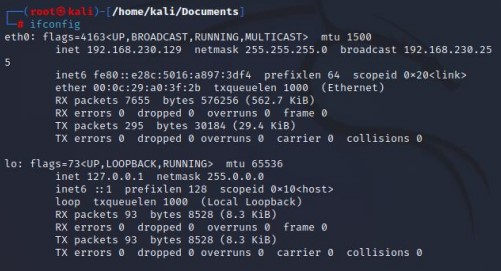 ┌──(root㉿kali)-[/home/kali/Documents]
└─# ifconfig
eth0: flags=4163<UP,BROADCAST,RUNNING,MULTICAST>  mtu 1500
        inet 192.168.230.129  netmask 255.255.255.0  broadcast 192.168.230.25
5
        inet6 fe80::e28c:5016:a897:3df4  prefixlen 64  scopeid 0×20<link>
        ether 00:0c:29:a0:3f:2b  txqueuelen 1000  (Ethernet)
        RX packets 7655  bytes 576256 (562.7 KiB)
        RX errors 0  dropped 0  overruns 0  frame 0
        TX packets 295  bytes 30184 (29.4 KiB)
        TX errors 0  dropped 0 overruns 0  carrier 0  collisions 0

lo: flags=73<UP,LOOPBACK,RUNNING>  mtu 65536
        inet 127.0.0.1  netmask 255.0.0.0
        inet6 ::1  prefixlen 128  scopeid 0×10<host>
        loop  txqueuelen 1000  (Local Loopback)
        RX packets 93  bytes 8528 (8.3 KiB)
        RX errors 0  dropped 0  overruns 0  frame 0
        TX packets 93  bytes 8528 (8.3 KiB)
        TX errors 0  dropped 0 overruns 0  carrier 0  collisions 0